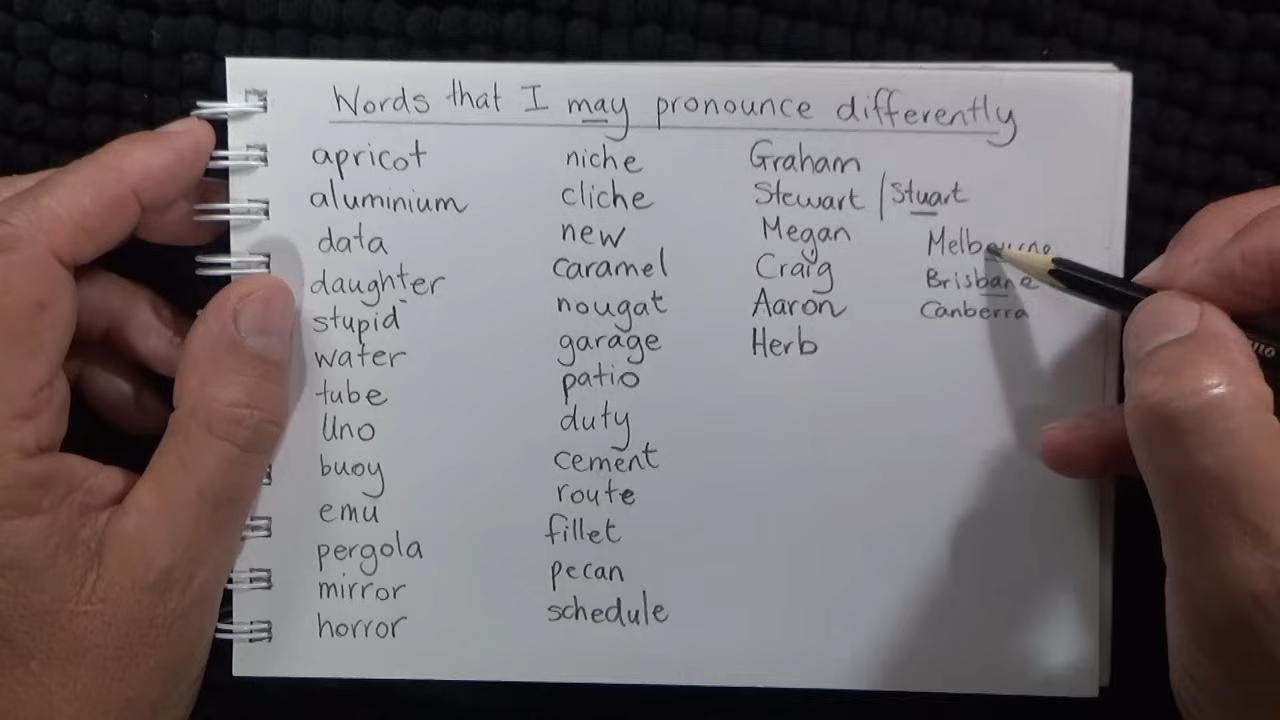 Words that I may pronounce differently
apricot
aluminium
data
daughter
stupid
water
tube
Uno
buoy
emu
pergola
mirror
horror
niche
cliche
new
caramel
nougat
garage
patio
duty
cement
route
fillet
pecan
schedule
Graham
Stewart / Stuart
Megan
Craig
Aaron
Herb
Melbourne
Brisbane
Canberra